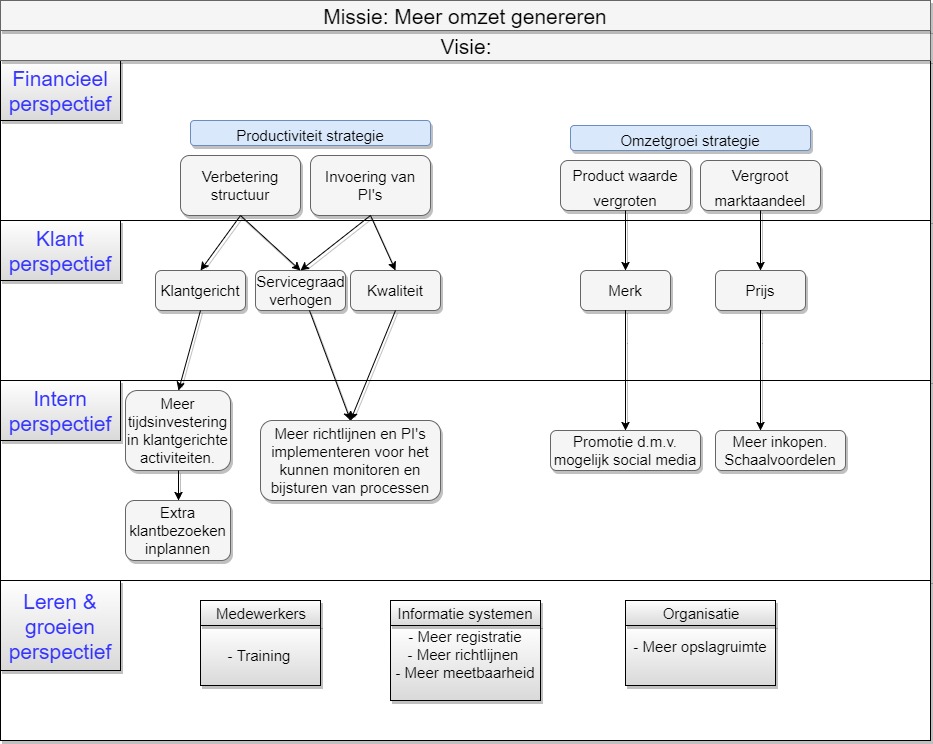 Missie: Meer omzet genereren
Visie:
Financieel
perspectief
Productiviteit strategie
Omzetgroei strategie
Verbetering
structuur
Invoering van
PI's
Product waarde
vergroten
Vergroot
marktaandeel
Klant
perspectief
Klantgericht
Servicegraad
verhogen
Kwaliteit
Merk
Prijs
Intern
perspectief
Meer
tijdsinvestering
in klantgerichte
activiteiten.
Meer richtlijnen en PI's
implementeren voor het
kunnen monitoren en
bijsturen van processen
Promotie d.m.v.
mogelijk social media
Meer inkopen.
Schaalvoordelen
Extra
klantbezoeken
inplannen
Leren &
groeien
perspectief
Medewerkers
- Training
Informatie systemen
- Meer registratie
- Meer richtlijnen
- Meer meetbaarheid
Organisatie
- Meer opslagruimte